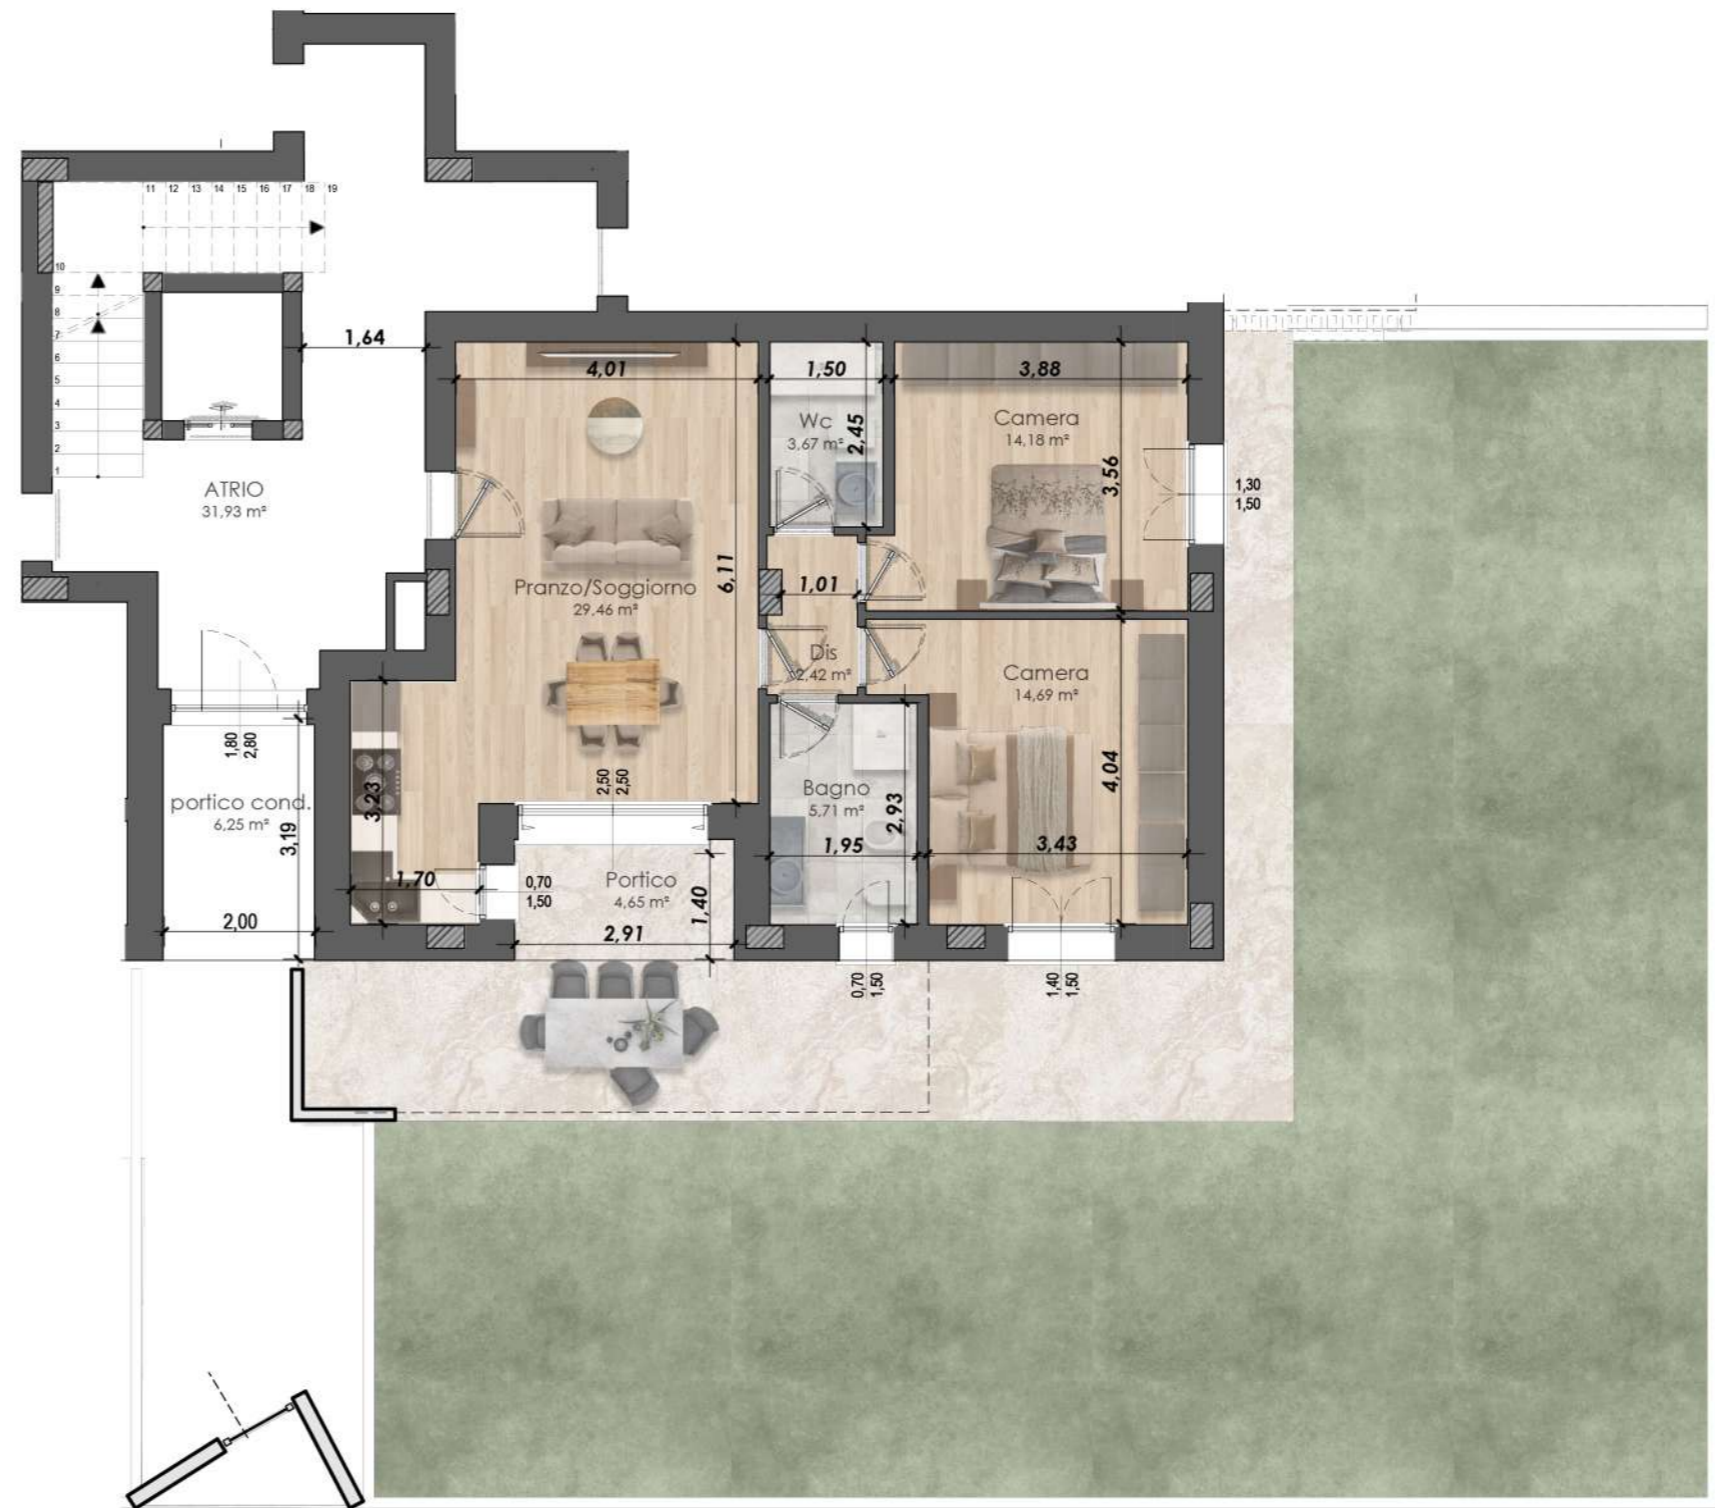 11 12 13 14 15 16 17 18 19
10
9
8
7
6
5
4
3
2
1
1,64
ATRIO
31,93 m²
4,01
1,50
3,88
Wc
3,67 m²
2,45
Camera
14,18 m²
3,56
1,30
1,50
Pranzo/Soggiorno
29,46 m²
6,11
1,01
Dis
2,42 m²
Camera
14,69 m²
4,04
3,43
1,80
2,80
portico cond.
6,25 m²
3,19
2,00
3,23
1,70
2,50
2,50
0,70
1,50
Portico
4,65 m²
1,40
2,91
Bagno
5,71 m²
2,93
1,95
0,70
1,50
1,40
1,50